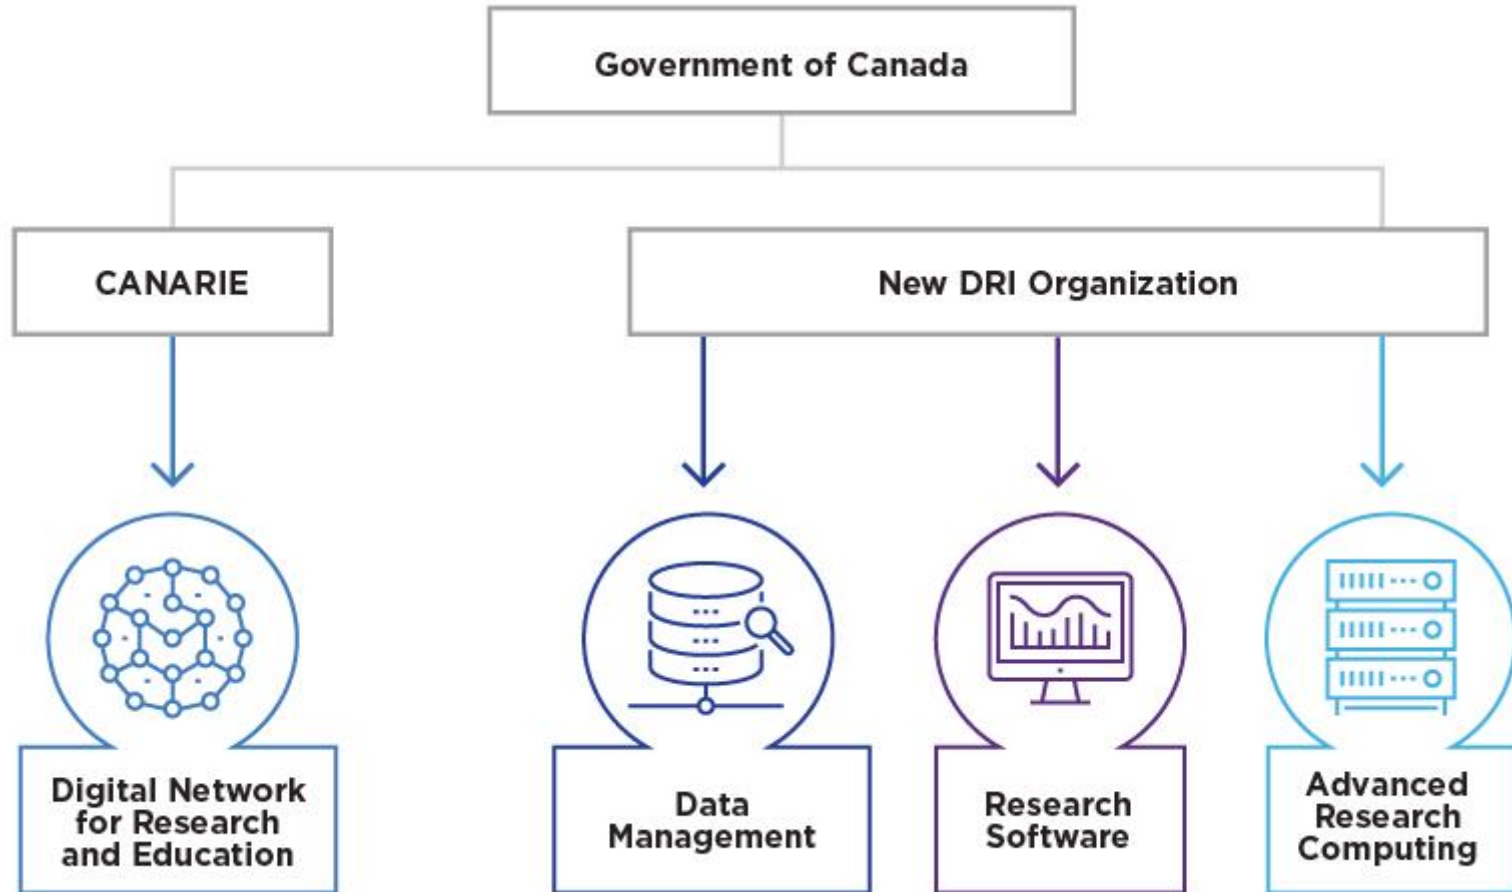 Government of Canada
CANARIE
New DRI Organization
Digital Network
for Research
and Education
Data
Management
Research
Software
Advanced
Research
Computing